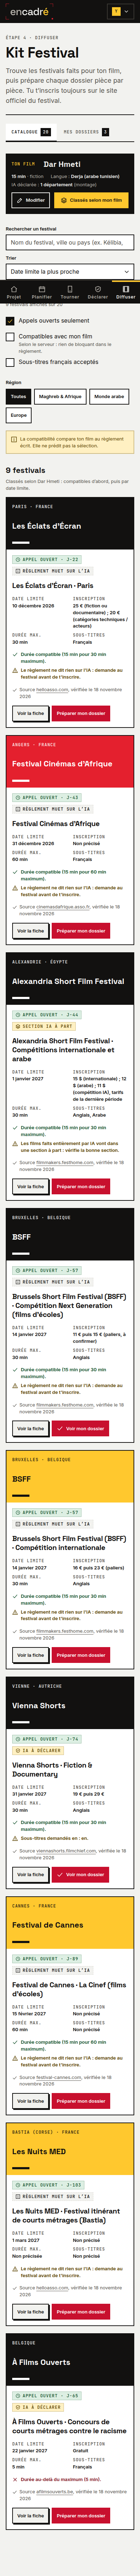 encadré
Y
ÉTAPE 4 · DIFFUSER
Kit Festival
Trouve les festivals faits pour ton film, puis prépare chaque dossier pièce par pièce. Tu t'inscris toujours sur le site officiel du festival.
CATALOGUE
MES DOSSIERS
TON FILM
Dar Hmeti
15 min · fiction
Langue : Derja (arabe tunisien)
IA déclarée : 1 département (montage)
Modifier
Classés selon mon film
Rechercher un festival
Nom du festival, ville ou pays (ex. Kélibia,
Trier
Date limite la plus proche
Projet
Planifier
Tourner
Déclarer
Diffuser
Appels ouverts seulement
Compatibles avec mon film
Selon le serveur : rien de bloquant dans le règlement.
Sous-titres français acceptés
Région
Toutes
Maghreb & Afrique
Monde arabe
Europe
La compatibilité compare ton film au règlement écrit. Elle ne prédit pas la sélection.
9 festivals
Classés selon Dar Hmeti : compatibles d'abord, puis par date limite.
PARIS · FRANCE
Les Éclats d'Écran
APPEL OUVERT · J-22
RÈGLEMENT MUET SUR L'IA
Les Éclats d'Écran · Paris
DATE LIMITE
10 décembre 2026
INSCRIPTION
25 € (fiction ou documentaire) ; 20 € (catégories techniques / acteurs)
DURÉE MAX.
30 min
SOUS-TITRES
Français
Durée compatible (15 min pour 30 min maximum).
Le règlement ne dit rien sur l'IA : demande au festival avant de t'inscrire.
Source helloasso.com, vérifiée le 18 novembre 2026
Voir la fiche
Préparer mon dossier
ANGERS · FRANCE
Festival Cinémas d'Afrique
APPEL OUVERT · J-43
RÈGLEMENT MUET SUR L'IA
Festival Cinémas d'Afrique
DATE LIMITE
31 décembre 2026
INSCRIPTION
Non précisé
DURÉE MAX.
60 min
SOUS-TITRES
Français
Durée compatible (15 min pour 60 min maximum).
Le règlement ne dit rien sur l'IA : demande au festival avant de t'inscrire.
Source cinemasdafrique.asso.fr, vérifiée le 18 novembre 2026
Voir la fiche
Préparer mon dossier
ALEXANDRIE · ÉGYPTE
Alexandria Short Film Festival
APPEL OUVERT · J-44
SECTION IA À PART
Alexandria Short Film Festival · Compétitions internationale et arabe
DATE LIMITE
1 janvier 2027
INSCRIPTION
15 $ (internationale) ; 12 $ (arabe) ; 11 $ (compétition IA), tarifs de la dernière période
DURÉE MAX.
30 min
SOUS-TITRES
Anglais, Arabe
Durée compatible (15 min pour 30 min maximum).
Les films faits entièrement par IA vont dans une section à part : vérifie la bonne section.
Source filmmakers.festhome.com, vérifiée le 18 novembre 2026
Voir la fiche
Préparer mon dossier
BRUXELLES · BELGIQUE
BSFF
APPEL OUVERT · J-57
RÈGLEMENT MUET SUR L'IA
Brussels Short Film Festival (BSFF) · Compétition Next Generation (films d'écoles)
DATE LIMITE
14 janvier 2027
INSCRIPTION
11 € puis 15 € (paliers, à confirmer)
DURÉE MAX.
30 min
SOUS-TITRES
Anglais
Durée compatible (15 min pour 30 min maximum).
Le règlement ne dit rien sur l'IA : demande au festival avant de t'inscrire.
Source filmmakers.festhome.com, vérifiée le 18 novembre 2026
Voir la fiche
Voir mon dossier
BRUXELLES · BELGIQUE
BSFF
APPEL OUVERT · J-57
RÈGLEMENT MUET SUR L'IA
Brussels Short Film Festival (BSFF) · Compétition internationale
DATE LIMITE
14 janvier 2027
INSCRIPTION
16 € puis 23 € (paliers)
DURÉE MAX.
30 min
SOUS-TITRES
Anglais
Durée compatible (15 min pour 30 min maximum).
Le règlement ne dit rien sur l'IA : demande au festival avant de t'inscrire.
Source filmmakers.festhome.com, vérifiée le 18 novembre 2026
Voir la fiche
Préparer mon dossier
VIENNE · AUTRICHE
Vienna Shorts
APPEL OUVERT · J-74
IA À DÉCLARER
Vienna Shorts · Fiction & Documentary
DATE LIMITE
31 janvier 2027
INSCRIPTION
19 € puis 29 €
DURÉE MAX.
30 min
SOUS-TITRES
Anglais
Durée compatible (15 min pour 30 min maximum).
Sous-titres demandés en : en.
Source viennashorts.filmchief.com, vérifiée le 18 novembre 2026
Voir la fiche
Voir mon dossier
CANNES · FRANCE
Festival de Cannes
APPEL OUVERT · J-89
RÈGLEMENT MUET SUR L'IA
Festival de Cannes · La Cinef (films d'écoles)
DATE LIMITE
15 février 2027
INSCRIPTION
Non précisé
DURÉE MAX.
60 min
SOUS-TITRES
Français
Durée compatible (15 min pour 60 min maximum).
Le règlement ne dit rien sur l'IA : demande au festival avant de t'inscrire.
Source festival-cannes.com, vérifiée le 18 novembre 2026
Voir la fiche
Préparer mon dossier
BASTIA (CORSE) · FRANCE
Les Nuits MED
APPEL OUVERT · J-103
RÈGLEMENT MUET SUR L'IA
Les Nuits MED · Festival itinérant de courts métrages (Bastia)
DATE LIMITE
1 mars 2027
INSCRIPTION
Non précisé
DURÉE MAX.
Non précisée
SOUS-TITRES
Non précisé
Le règlement ne dit rien sur l'IA : demande au festival avant de t'inscrire.
Source helloasso.com, vérifiée le 18 novembre 2026
Voir la fiche
Préparer mon dossier
BELGIQUE
À Films Ouverts
APPEL OUVERT · J-65
IA À DÉCLARER
À Films Ouverts · Concours de courts métrages contre le racisme
DATE LIMITE
22 janvier 2027
INSCRIPTION
Gratuit
DURÉE MAX.
5 min
SOUS-TITRES
Français
Durée au-delà du maximum (5 min).
Source afilmsouverts.be, vérifiée le 18 novembre 2026
Voir la fiche
Préparer mon dossier